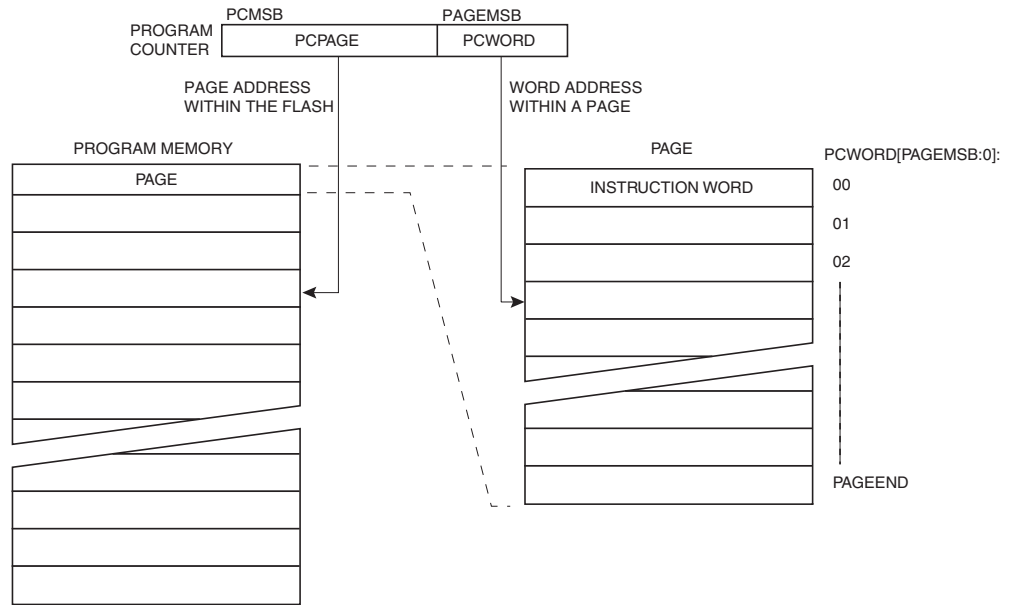 PCMSB
PAGEMSB
PROGRAM
COUNTER
PCPAGE
PCWORD
PAGE ADDRESS
WITHIN THE FLASH
WORD ADDRESS
WITHIN A PAGE
PROGRAM MEMORY
PAGE
PAGE
PCWORD[PAGEMSB:0]:
INSTRUCTION WORD
00
01
02
PAGEEND